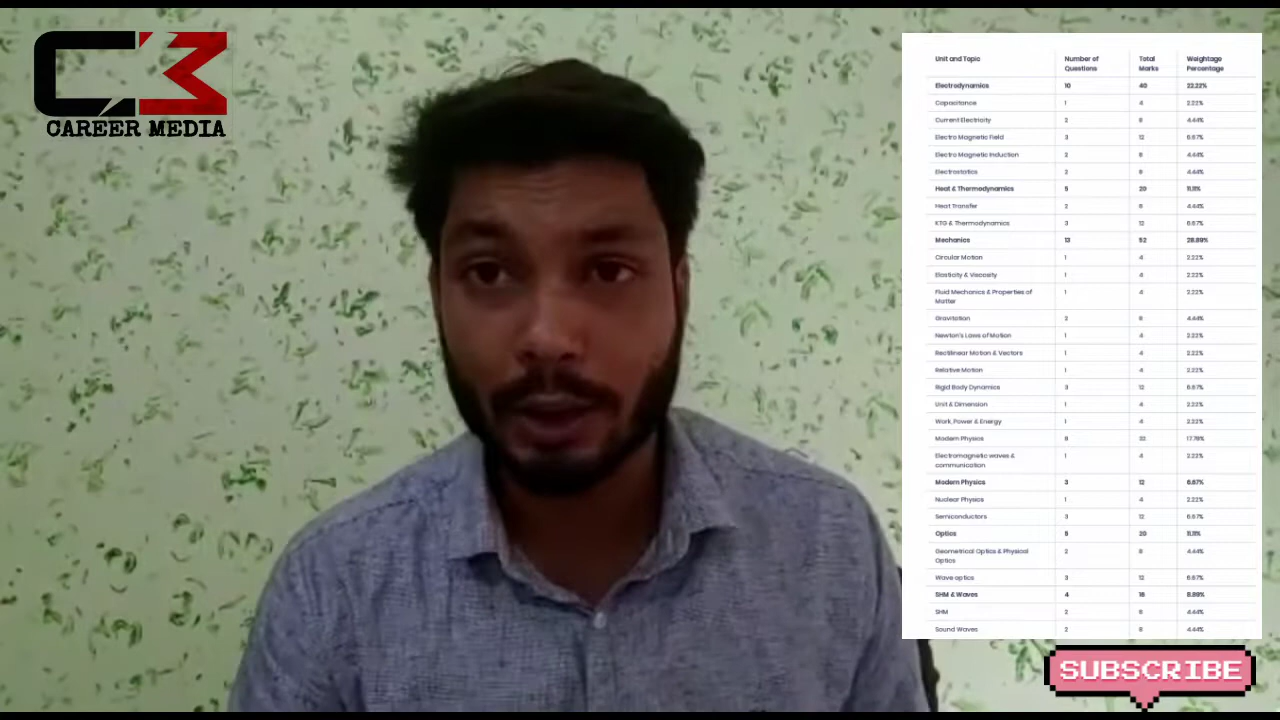 CAREER MEDIA
Unit and Topic Number of Questions Total Marks Weightage Percentage
Electrodynamics 10 40 22.22%
Capacitance 1 4 2.22%
Current Electricity 2 8 4.44%
Electro Magnetic Field 3 12 6.67%
Electro Magnetic Induction 2 8 4.44%
Electrostatics 2 8 4.44%
Heat & Thermodynamics 5 20 11.11%
Heat Transfer 2 8 4.44%
KTG & Thermodynamics 3 12 6.67%
Mechanics 13 52 28.89%
Circular Motion 1 4 2.22%
Elasticity & Viscosity 1 4 2.22%
Fluid Mechanics & Properties of Matter 1 4 2.22%
Gravitation 2 8 4.44%
Newton's Laws of Motion 1 4 2.22%
Rectilinear Motion & Vectors 1 4 2.22%
Relative Motion 1 4 2.22%
Rigid Body Dynamics 3 12 6.67%
Unit & Dimension 1 4 2.22%
Work, Power & Energy 1 4 2.22%
Modern Physics 8 32 17.78%
Electromagnetic waves & communication 1 4 2.22%
Modern Physics 3 12 6.67%
Nuclear Physics 1 4 2.22%
Semiconductors 3 12 6.67%
Optics 5 20 11.11%
Geometrical Optics & Physical Optics 2 8 4.44%
Wave optics 3 12 6.67%
SHM & Waves 4 16 8.89%
SHM 2 8 4.44%
Sound Waves 2 8 4.44%
SUBSCRIBE